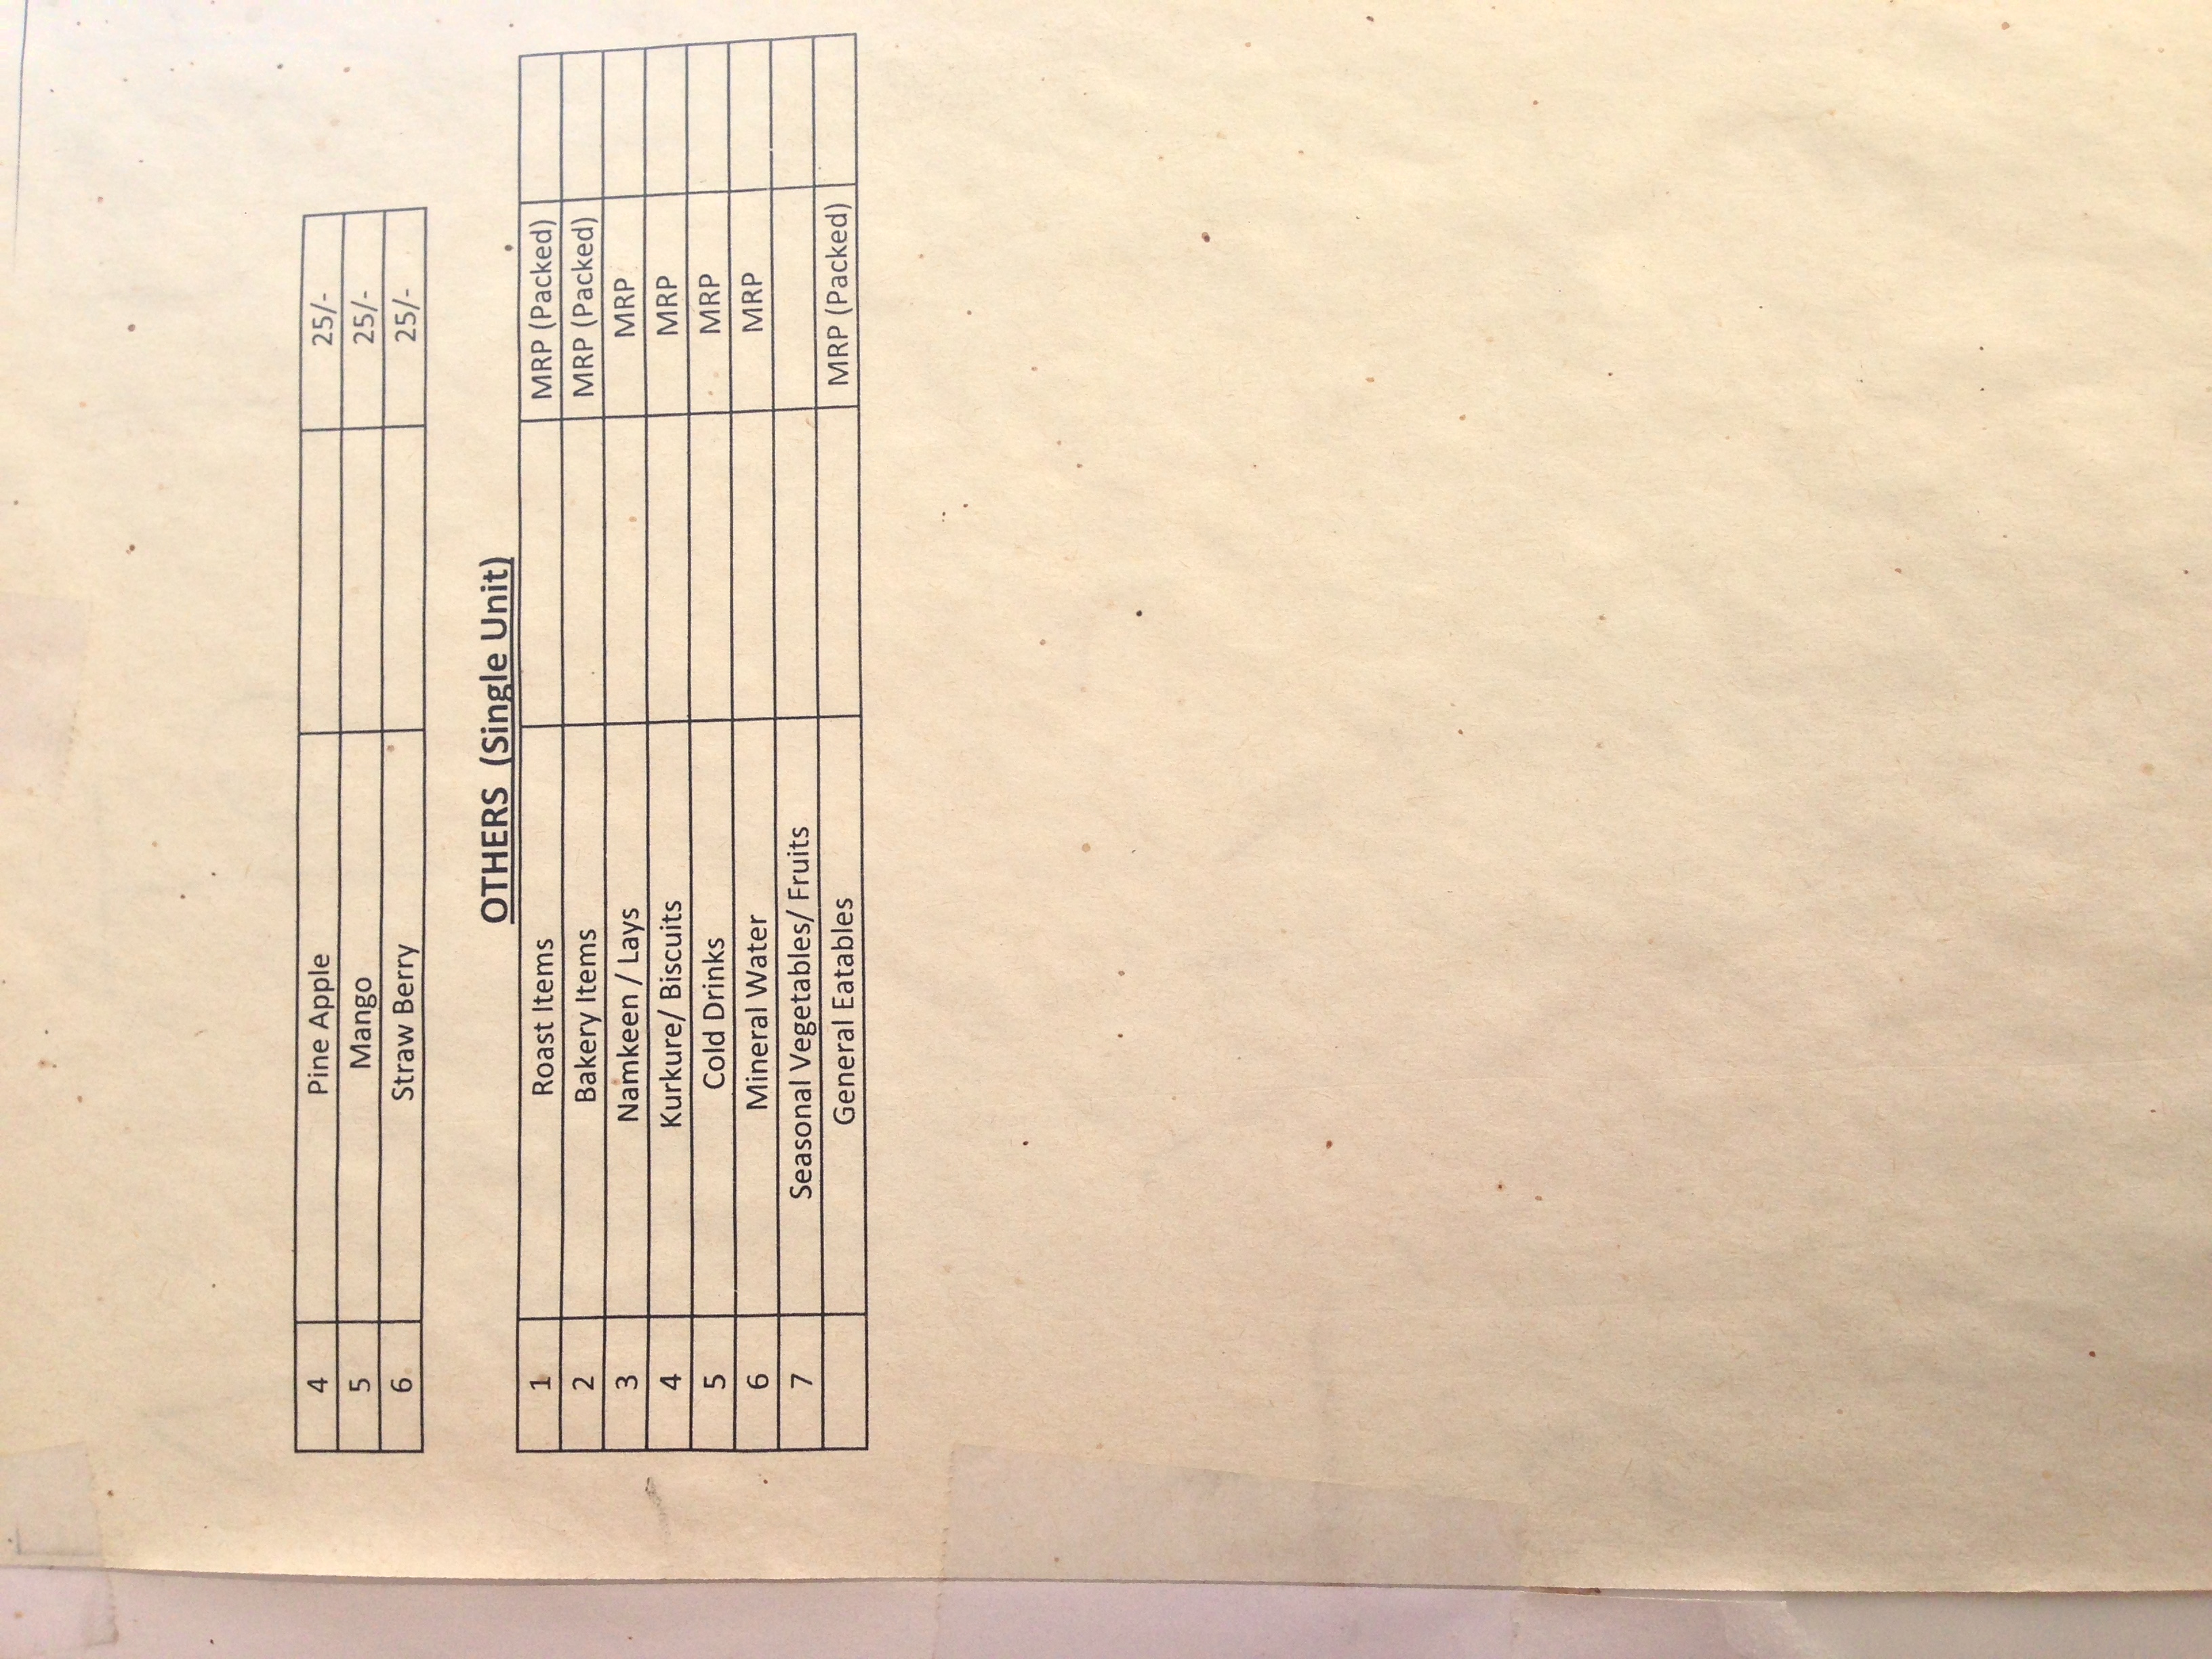 4 Pine Apple 25/-
5 Mango 25/-
6 Straw Berry 25/-
OTHERS (Single Unit)
1 Roast Items MRP (Packed)
2 Bakery Items MRP (Packed)
3 Namkeen / Lays MRP
4 Kurkure/ Biscuits MRP
5 Cold Drinks MRP
6 Mineral Water MRP
7 Seasonal Vegetables/ Fruits
General Eatables MRP (Packed)